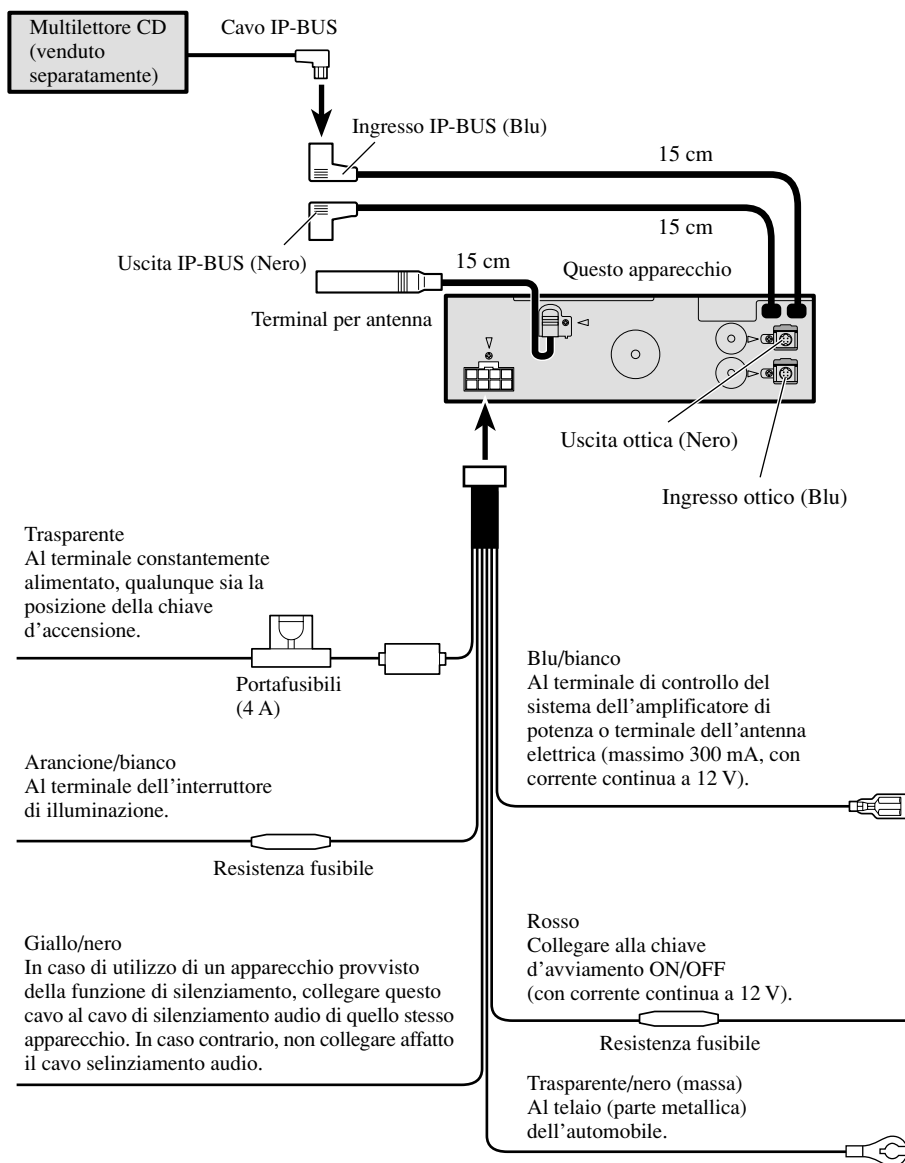 Multilettore CD
(venduto
separatamente)
Cavo IP-BUS
Ingresso IP-BUS (Blu)
15 cm
15 cm
Uscita IP-BUS (Nero)
15 cm
Questo apparecchio
Terminal per antenna
Uscita ottica (Nero)
Ingresso ottico (Blu)
Trasparente
Al terminale constantemente
alimentato, qualunque sia la
posizione della chiave
d’accensione.
Portafusibili
(4 A)
Blu/bianco
Al terminale di controllo del
sistema dell’amplificatore di
potenza o terminale dell’antenna
elettrica (massimo 300 mA, con
corrente continua a 12 V).
Arancione/bianco
Al terminale dell’interruttore
di illuminazione.
Resistenza fusibile
Giallo/nero
In caso di utilizzo di un apparecchio provvisto
della funzione di silenziamento, collegare questo
cavo al cavo di silenziamento audio di quello stesso
apparecchio. In caso contrario, non collegare affatto
il cavo selinziamento audio.
Rosso
Collegare alla chiave
d’avviamento ON/OFF
(con corrente continua a 12 V).
Resistenza fusibile
Trasparente/nero (massa)
Al telaio (parte metallica)
dell’automobile.